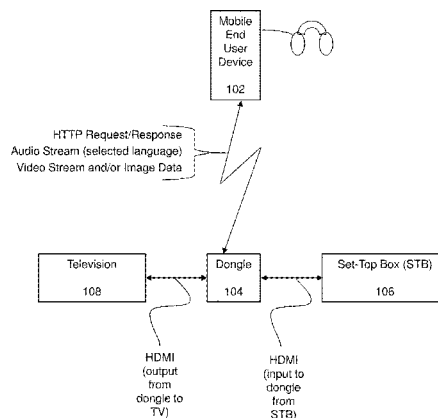 Mobile
End
User
Device
102
HTTP Request/Response
Audio Stream (selected language)
Video Stream and/or Image Data
Television
108
Dongle
104
Set-Top Box (STB)
106
HDMI
(output
from
dongle to
TV)
HDMI
(input to
dongle
from
STB)